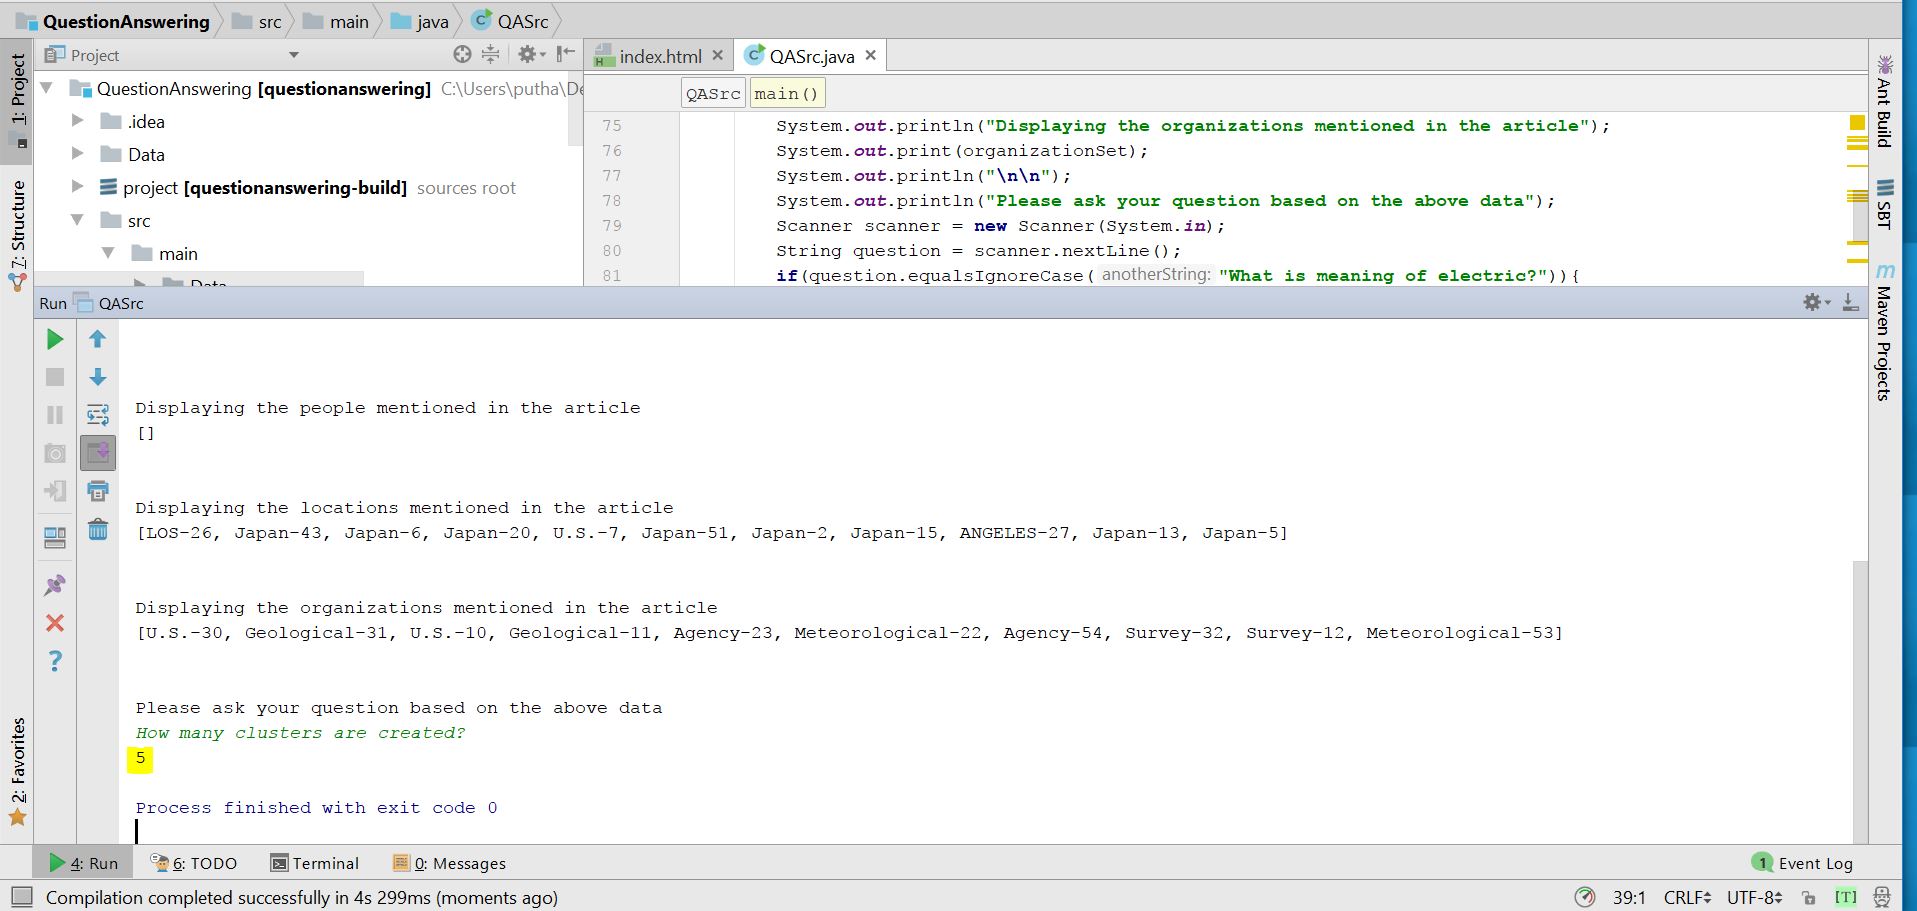 QuestionAnswering src main java QASrc
1: Project
7: Structure
2: Favorites
Project
QuestionAnswering [questionanswering] C:\Users\putha\De
.idea
Data
project [questionanswering-build] sources root
src
main
Data
index.html
QASrc.java
QASrc main()
75 System.out.println("Displaying the organizations mentioned in the article");
76 System.out.print(organizationSet);
77 System.out.println("\n\n");
78 System.out.println("Please ask your question based on the above data");
79 Scanner scanner = new Scanner(System.in);
80 String question = scanner.nextLine();
81 if(question.equalsIgnoreCase( anotherString: "What is meaning of electric?")){
Ant Build
SBT
Maven Projects
Run QASrc
Displaying the people mentioned in the article
[]
Displaying the locations mentioned in the article
[LOS-26, Japan-43, Japan-6, Japan-20, U.S.-7, Japan-51, Japan-2, Japan-15, ANGELES-27, Japan-13, Japan-5]
Displaying the organizations mentioned in the article
[U.S.-30, Geological-31, U.S.-10, Geological-11, Agency-23, Meteorological-22, Agency-54, Survey-32, Survey-12, Meteorological-53]
Please ask your question based on the above data
How many clusters are created?
5
Process finished with exit code 0
4: Run 6: TODO Terminal 0: Messages 1 Event Log
Compilation completed successfully in 4s 299ms (moments ago) 39:1 CRLF UTF-8 [T]